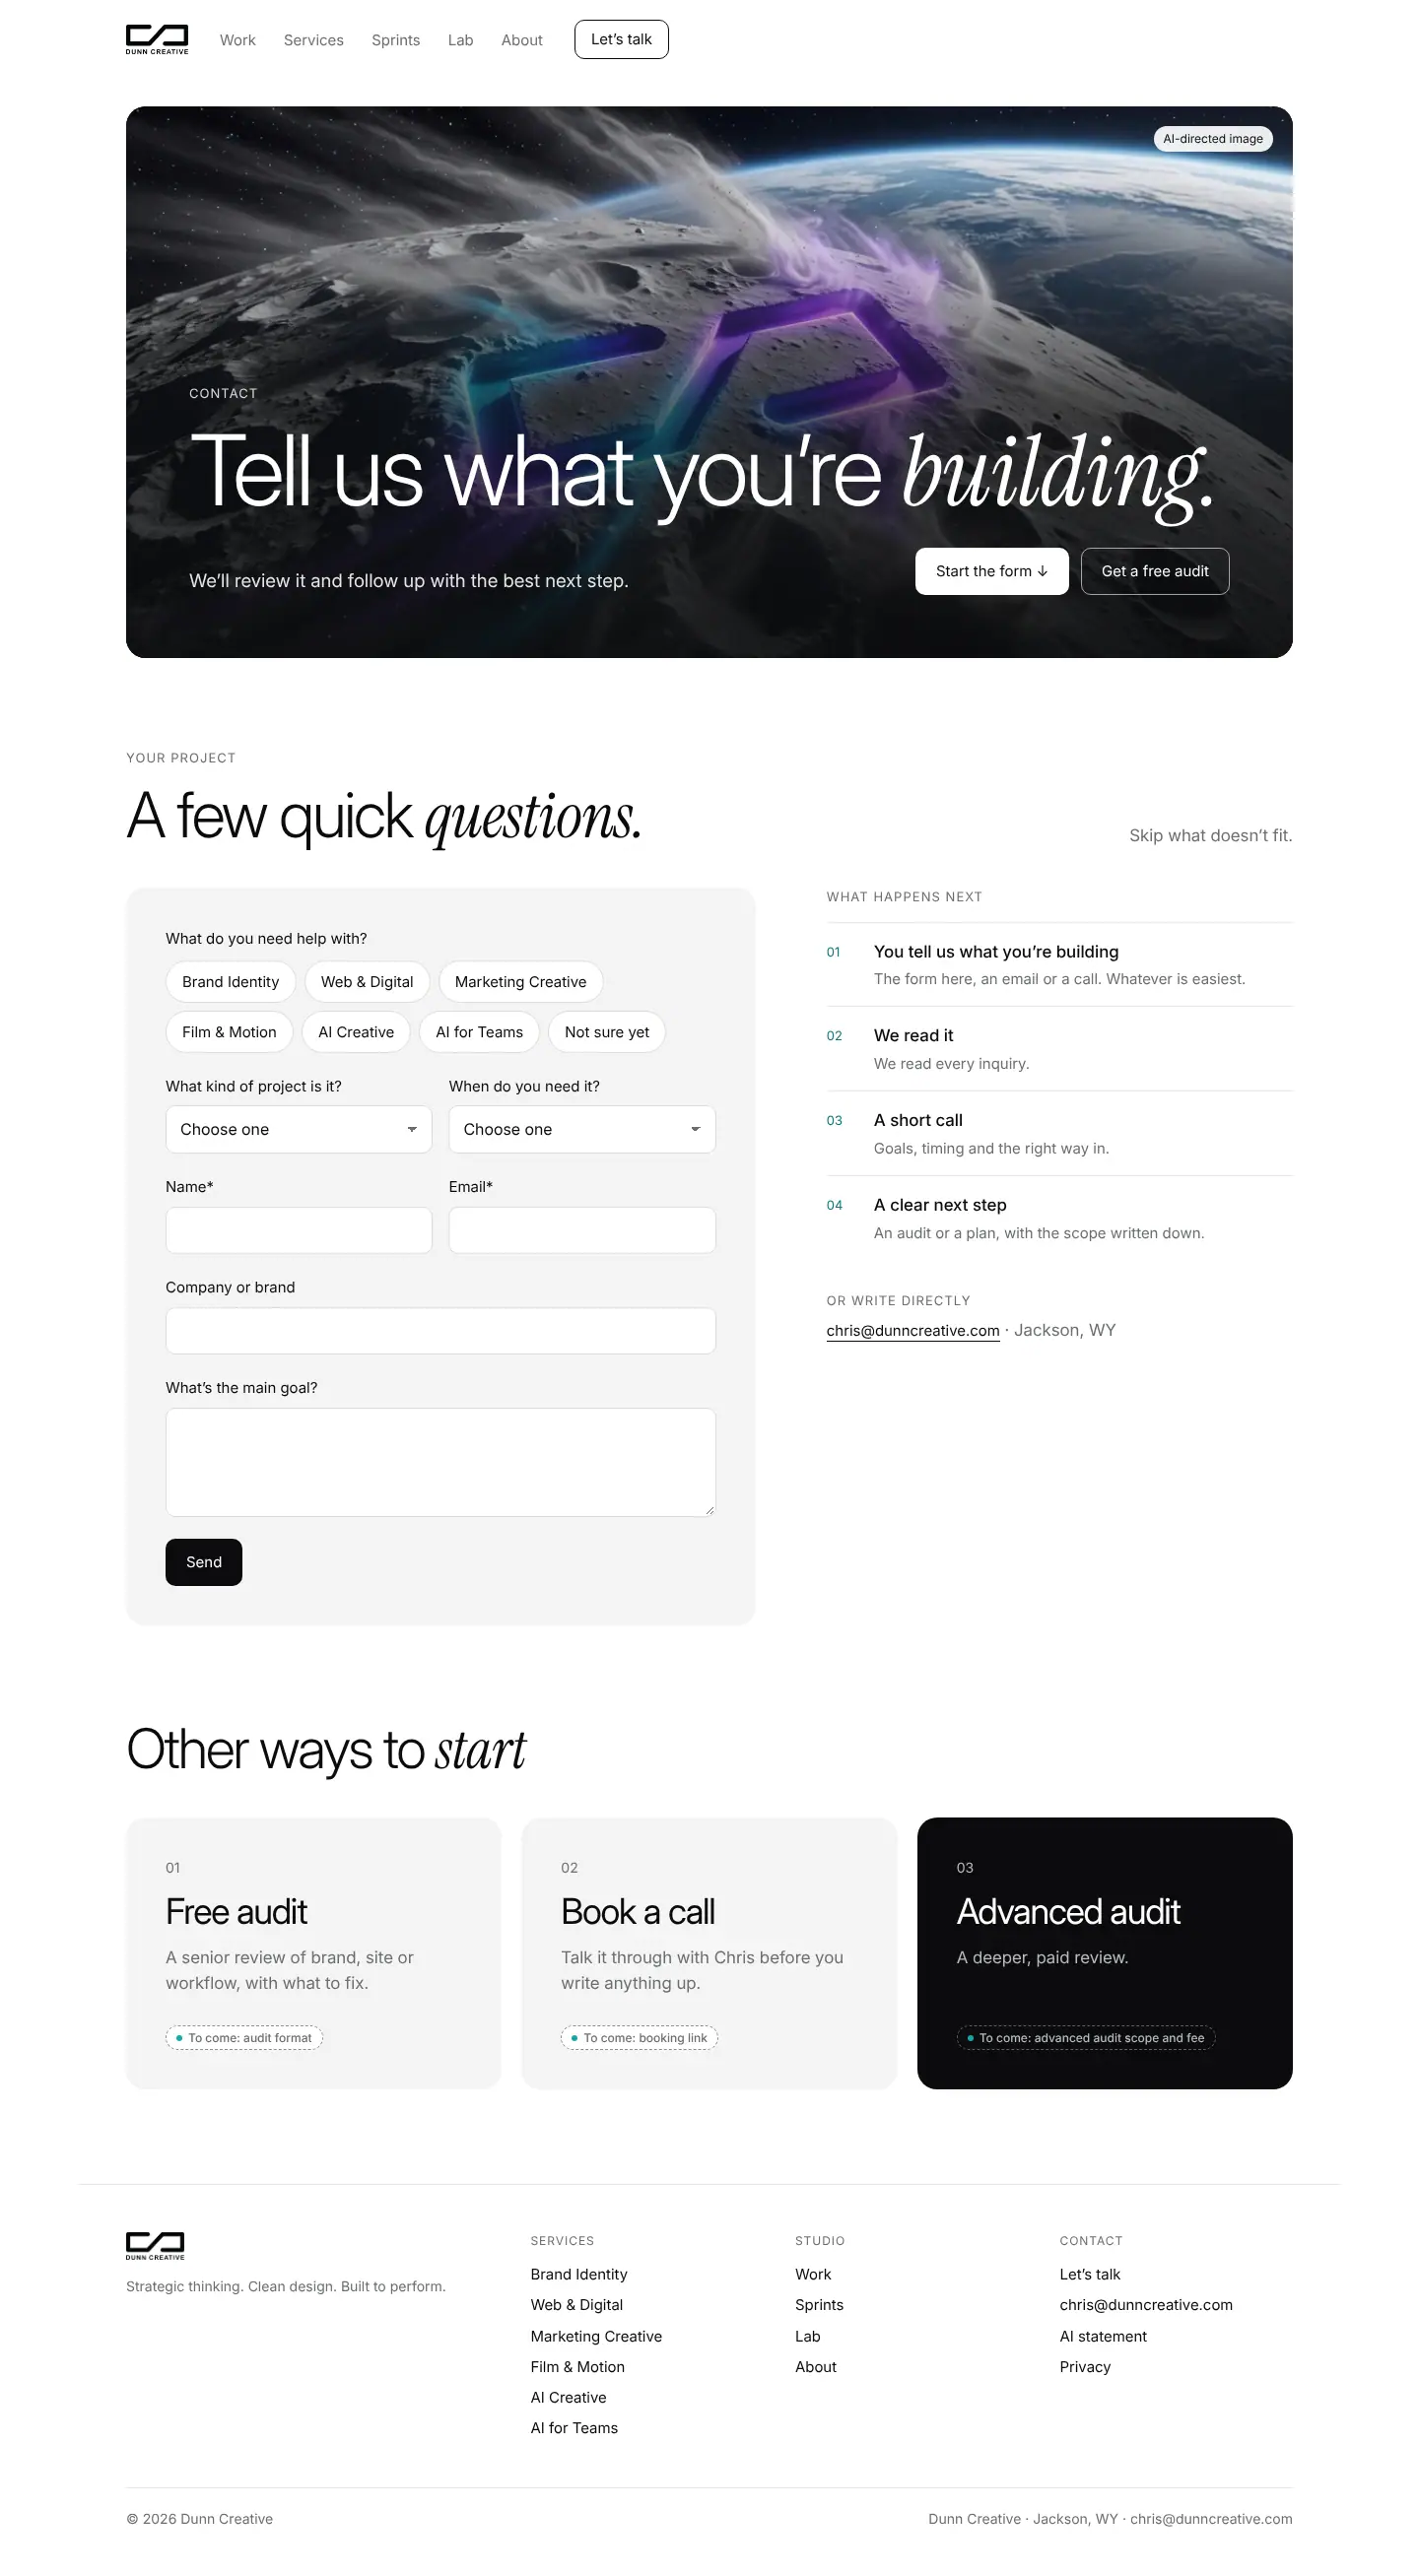 DUNN CREATIVE
Work
Services
Sprints
Lab
About
Let’s talk
AI-directed image
CONTACT
Tell us what you’re building.
We’ll review it and follow up with the best next step.
Start the form ↓
Get a free audit
YOUR PROJECT
A few quick questions.
Skip what doesn’t fit.
What do you need help with?
Brand Identity
Web & Digital
Marketing Creative
Film & Motion
AI Creative
AI for Teams
Not sure yet
What kind of project is it?
Choose one
When do you need it?
Choose one
Name*
Email*
Company or brand
What’s the main goal?
Send
WHAT HAPPENS NEXT
01
You tell us what you’re building
The form here, an email or a call. Whatever is easiest.
02
We read it
We read every inquiry.
03
A short call
Goals, timing and the right way in.
04
A clear next step
An audit or a plan, with the scope written down.
OR WRITE DIRECTLY
chris@dunncreative.com · Jackson, WY
Other ways to start
01
Free audit
A senior review of brand, site or
workflow, with what to fix.
To come: audit format
02
Book a call
Talk it through with Chris before you
write anything up.
To come: booking link
03
Advanced audit
A deeper, paid review.
To come: advanced audit scope and fee
DUNN CREATIVE
Strategic thinking. Clean design. Built to perform.
SERVICES
Brand Identity
Web & Digital
Marketing Creative
Film & Motion
AI Creative
AI for Teams
STUDIO
Work
Sprints
Lab
About
CONTACT
Let’s talk
chris@dunncreative.com
AI statement
Privacy
© 2026 Dunn Creative
Dunn Creative · Jackson, WY · chris@dunncreative.com